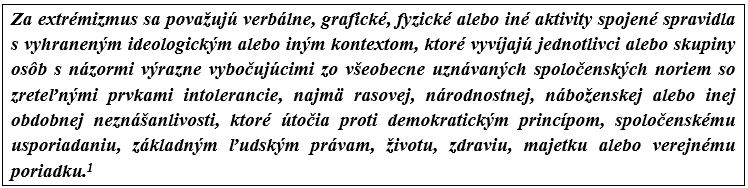 Za extrémizmus sa považujú verbálne, grafické, fyzické alebo iné aktivity spojené spravidla
s vyhraneným ideologickým alebo iným kontextom, ktoré vyvíjajú jednotlivci alebo skupiny
osôb s názormi výrazne vybočujúcimi zo všeobecne uznávaných spoločenských noriem so
zreteľnými prvkami intolerancie, najmä rasovej, národnostnej, náboženskej alebo inej
obdobnej neznášanlivosti, ktoré útočia proti demokratickým princípom, spoločenskému
usporiadaniu, základným ľudským právam, životu, zdraviu, majetku alebo verejnému
poriadku.¹